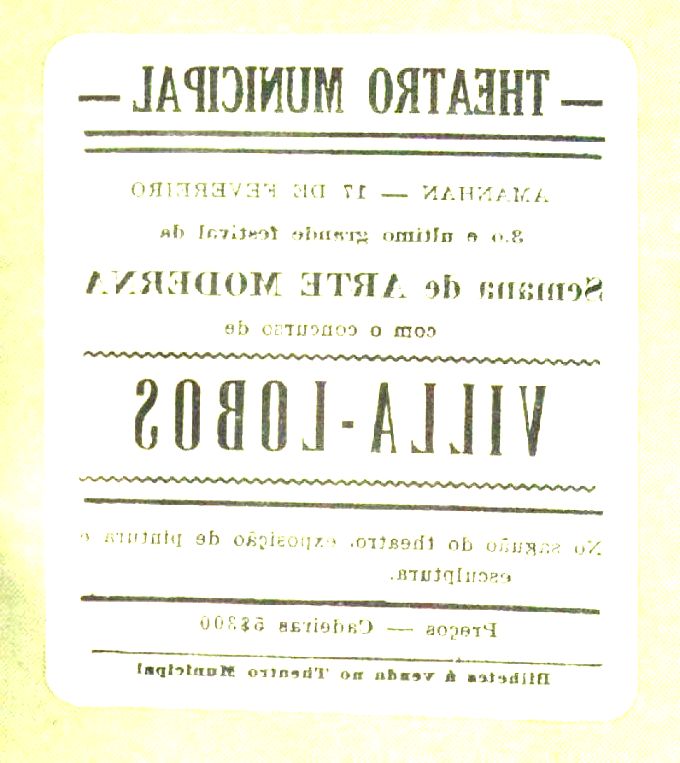 — THEATRO MUNICIPAL —
AMANHAN — 17 DE FEVEREIRO
3.o e ultimo grande festival da
Semana de ARTE MODERNA
com o concurso de
VILLA-LOBOS
No saguão do theatro, exposição de pintura e
esculptura.
Preços — Cadeiras 5$300
Bilhetes á venda no Theatro Municipal